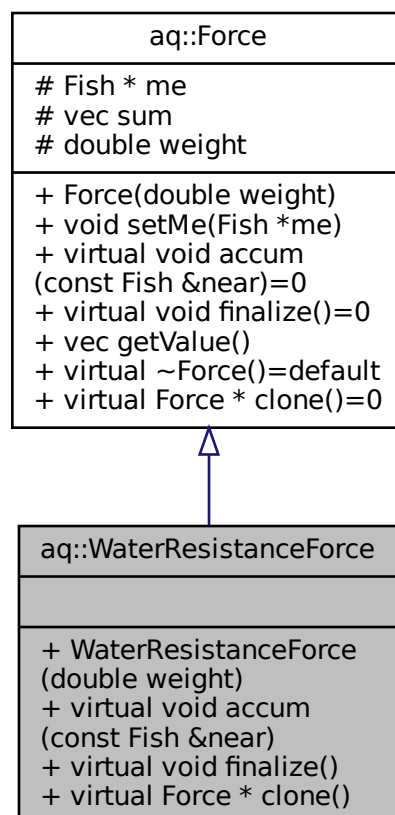 aq::Force
# Fish * me
# vec sum
# double weight
+ Force(double weight)
+ void setMe(Fish *me)
+ virtual void accum
(const Fish &near)=0
+ virtual void finalize()=0
+ vec getValue()
+ virtual ~Force()=default
+ virtual Force * clone()=0
aq::WaterResistanceForce
+ WaterResistanceForce
(double weight)
+ virtual void accum
(const Fish &near)
+ virtual void finalize()
+ virtual Force * clone()